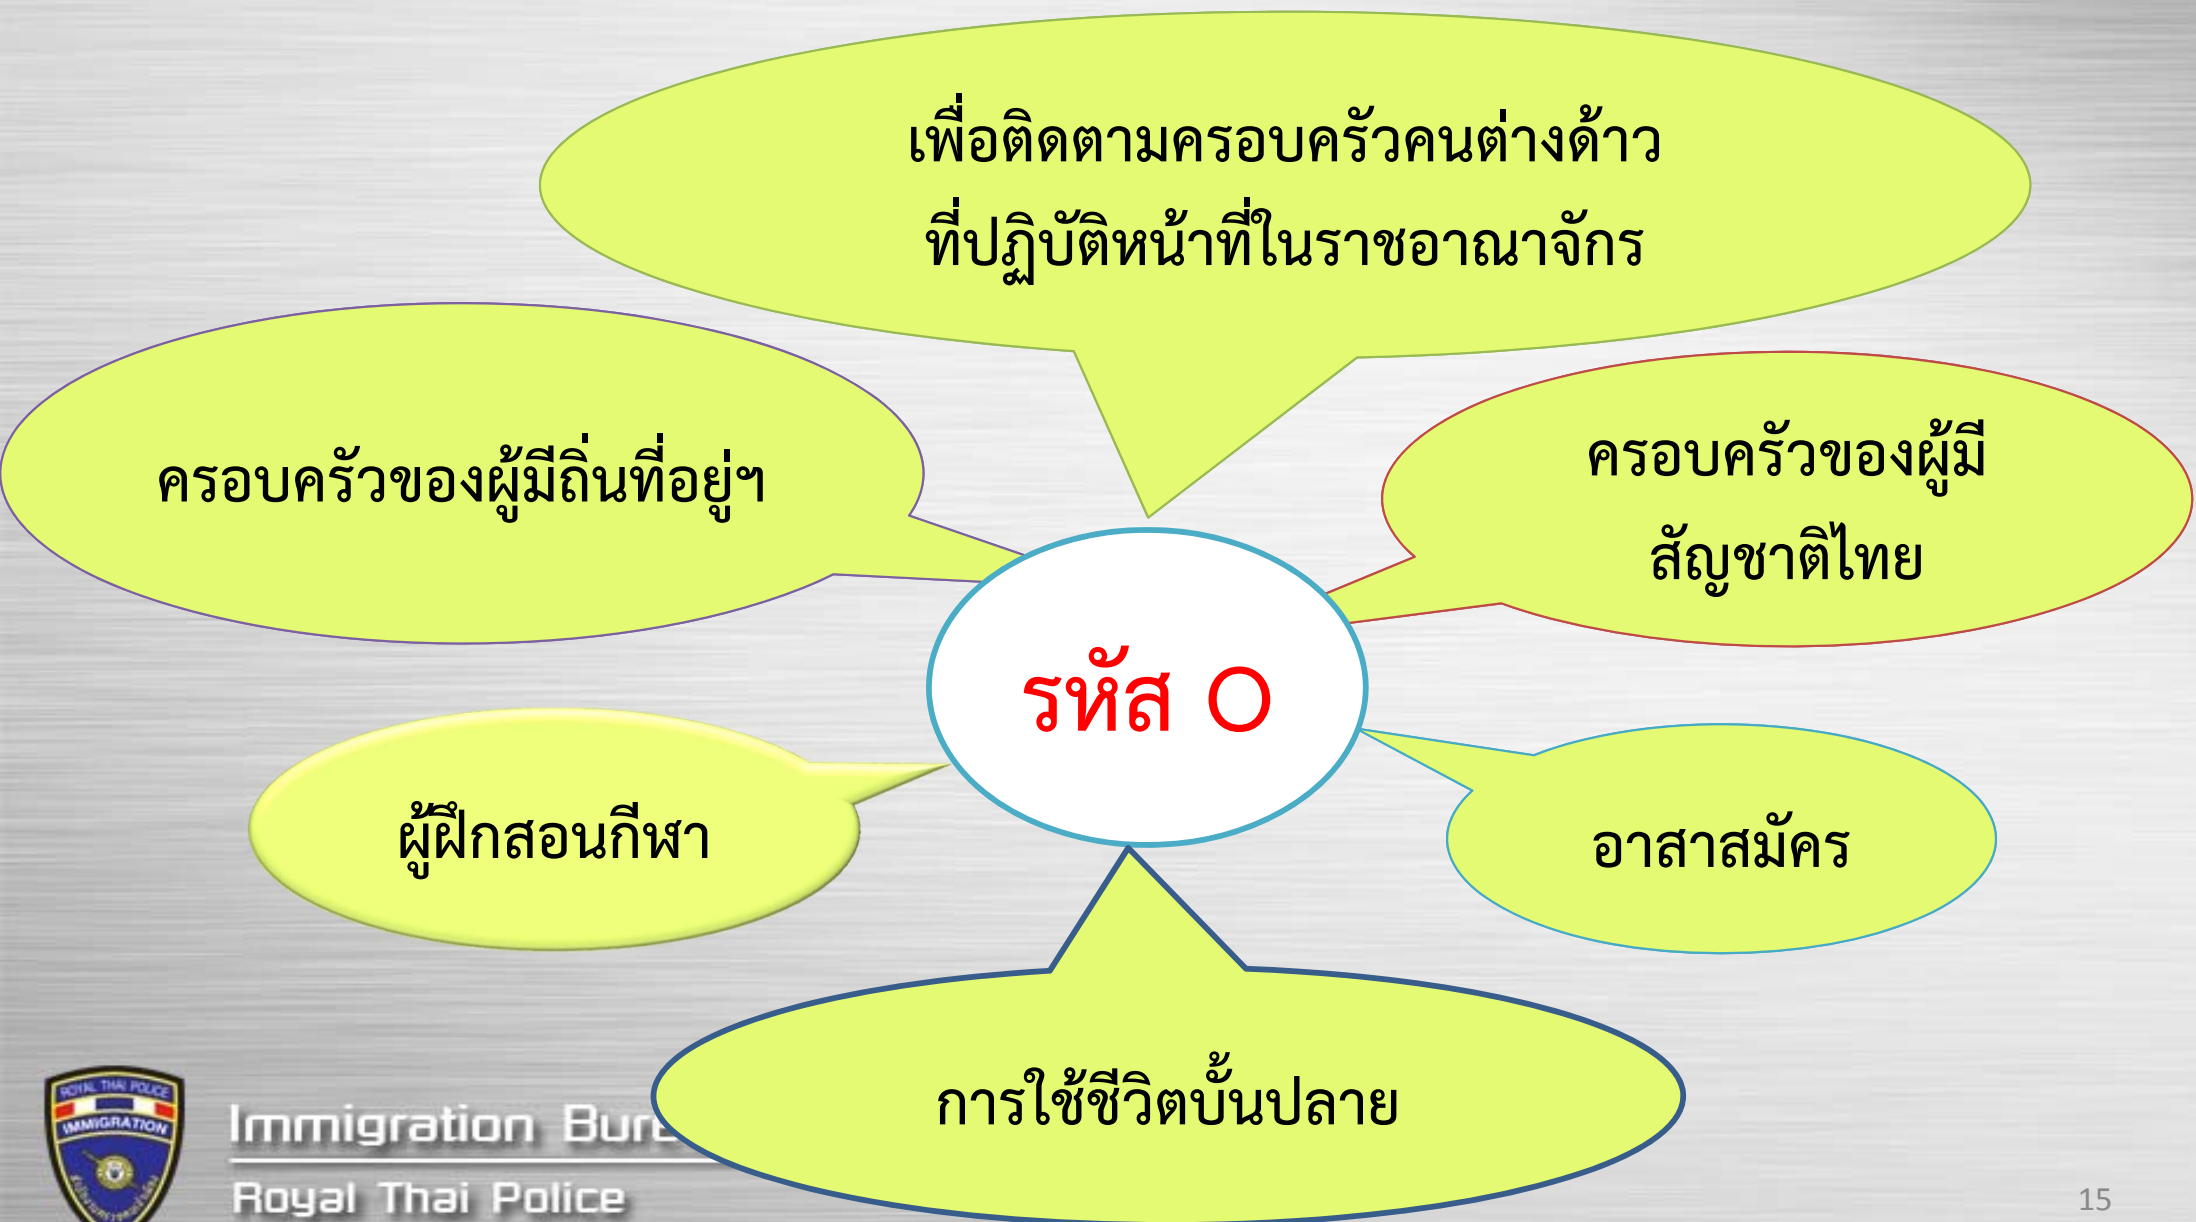 เพื่อติดตามครอบครัวคนต่างด้าว
ที่ปฏิบัติหน้าที่ในราชอาณาจักร
ครอบครัวของผู้มีถิ่นที่อยู่ฯ
ครอบครัวของผู้มี
สัญชาติไทย
รหัส O
ผู้ฝึกสอนกีฬา
อาสาสมัคร
การใช้ชีวิตบั้นปลาย
ROYAL THAI POLICE
IMMIGRATION
Immigration Bure
Royal Thai Police
15